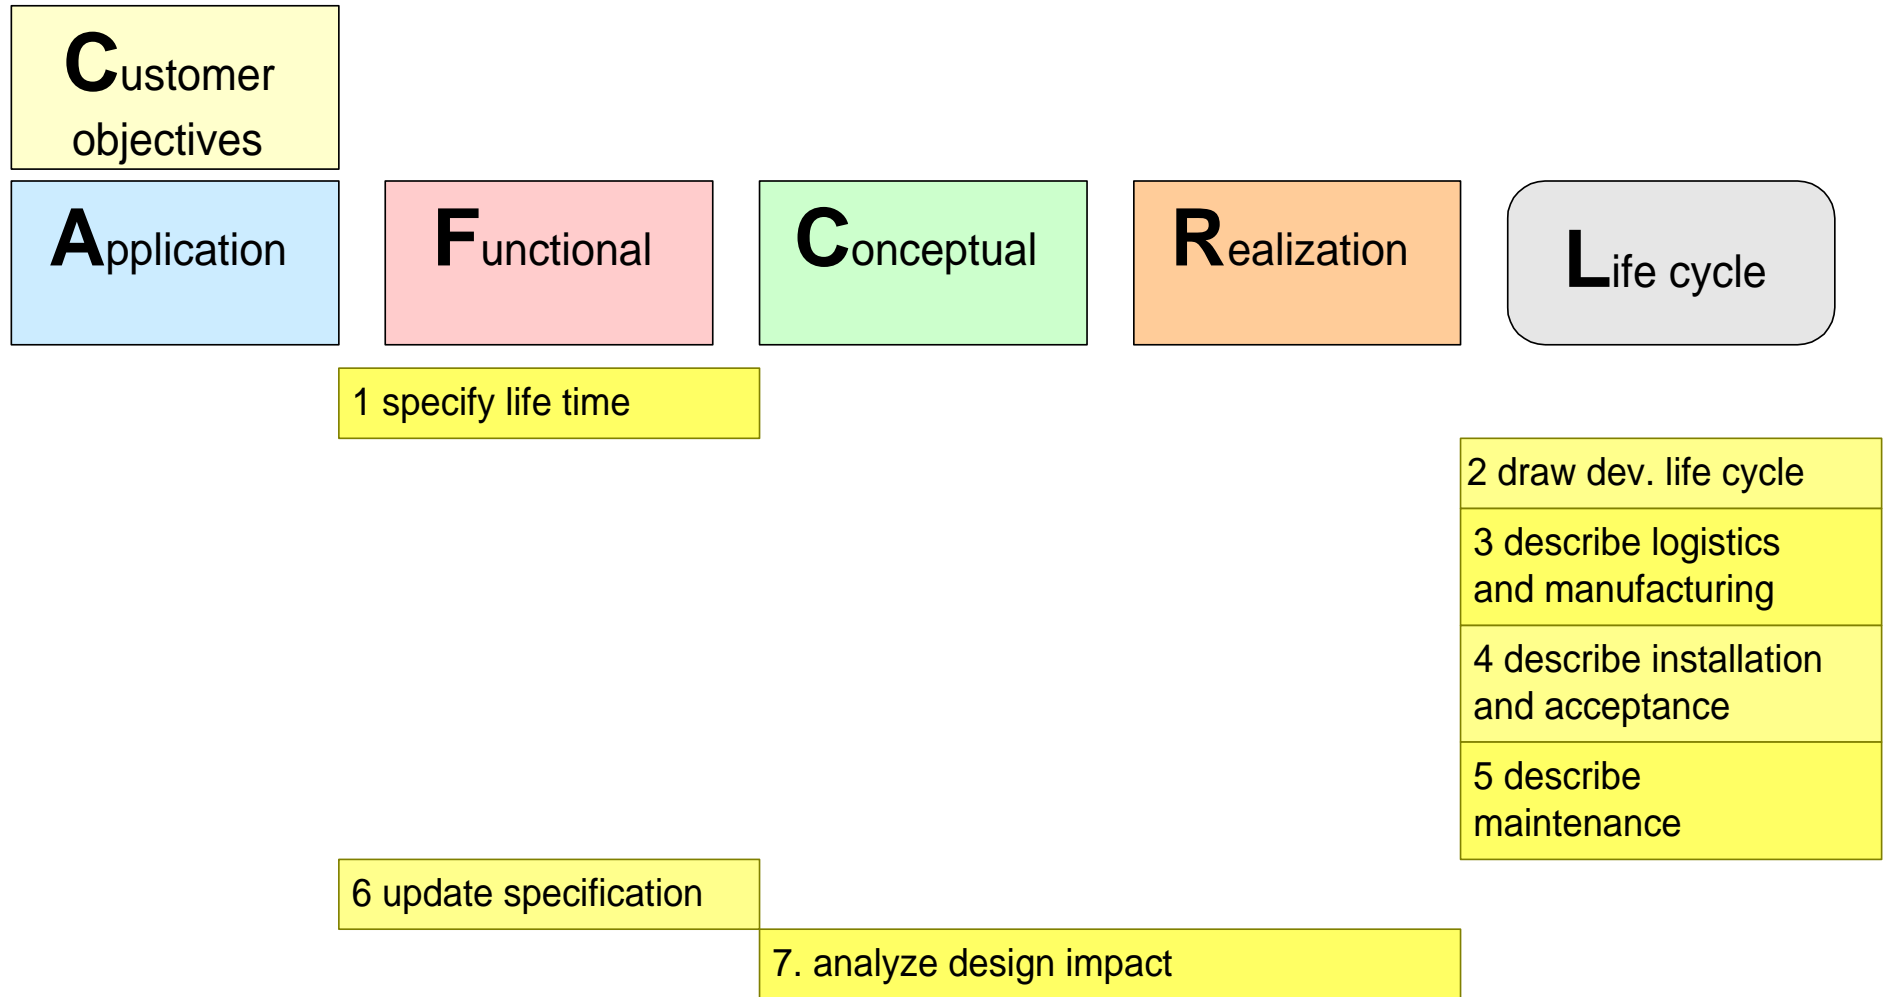 Customer
objectives
Application
Functional
Conceptual
Realization
Life cycle
1 specify life time
2 draw dev. life cycle
3 describe logistics
and manufacturing
4 describe installation
and acceptance
5 describe
maintenance
6 update specification
7. analyze design impact